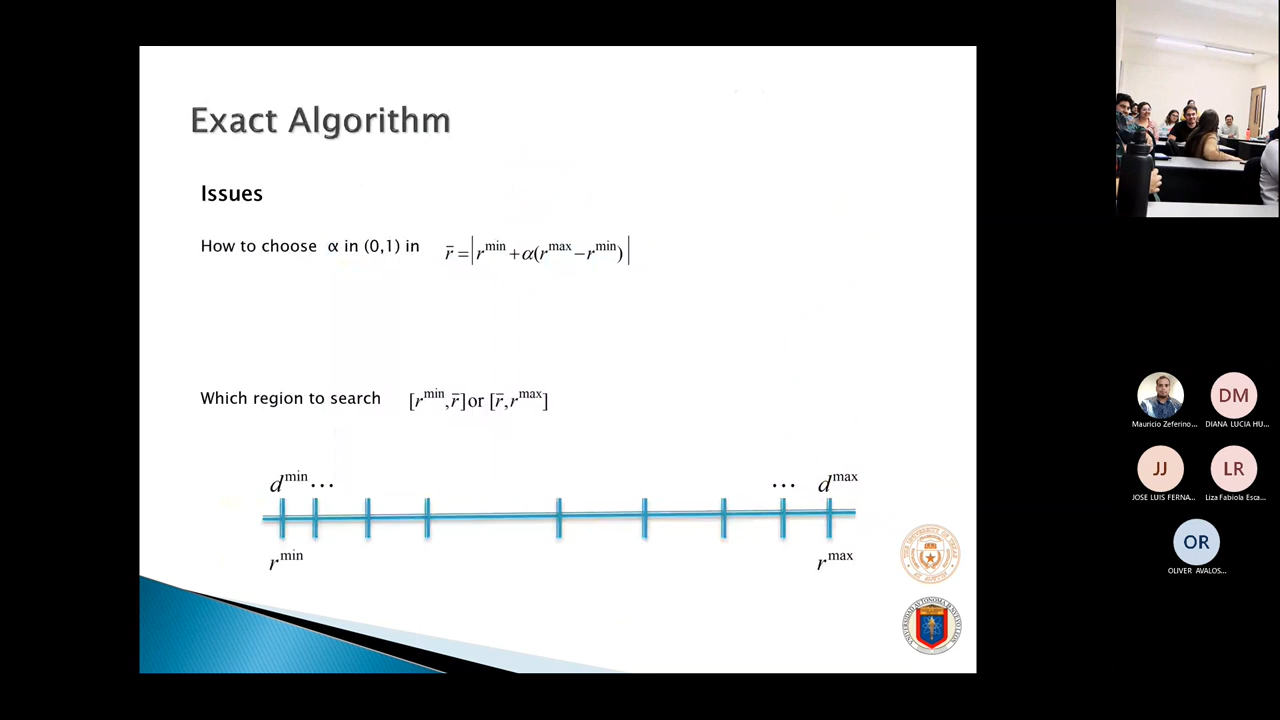 Exact Algorithm
Issues
How to choose α in (0,1) in r̄ = |r^min + α(r^max − r^min)|
Which region to search [r^min, r̄] or [r̄, r^max]
d^min ... ... d^max
r^min r^max
Mauricio Zeferino...
DM
DIANA LUCIA HU...
JJ
JOSE LUIS FERNA...
LR
Liza Fabiola Esca...
OR
OLIVER AVALOS...